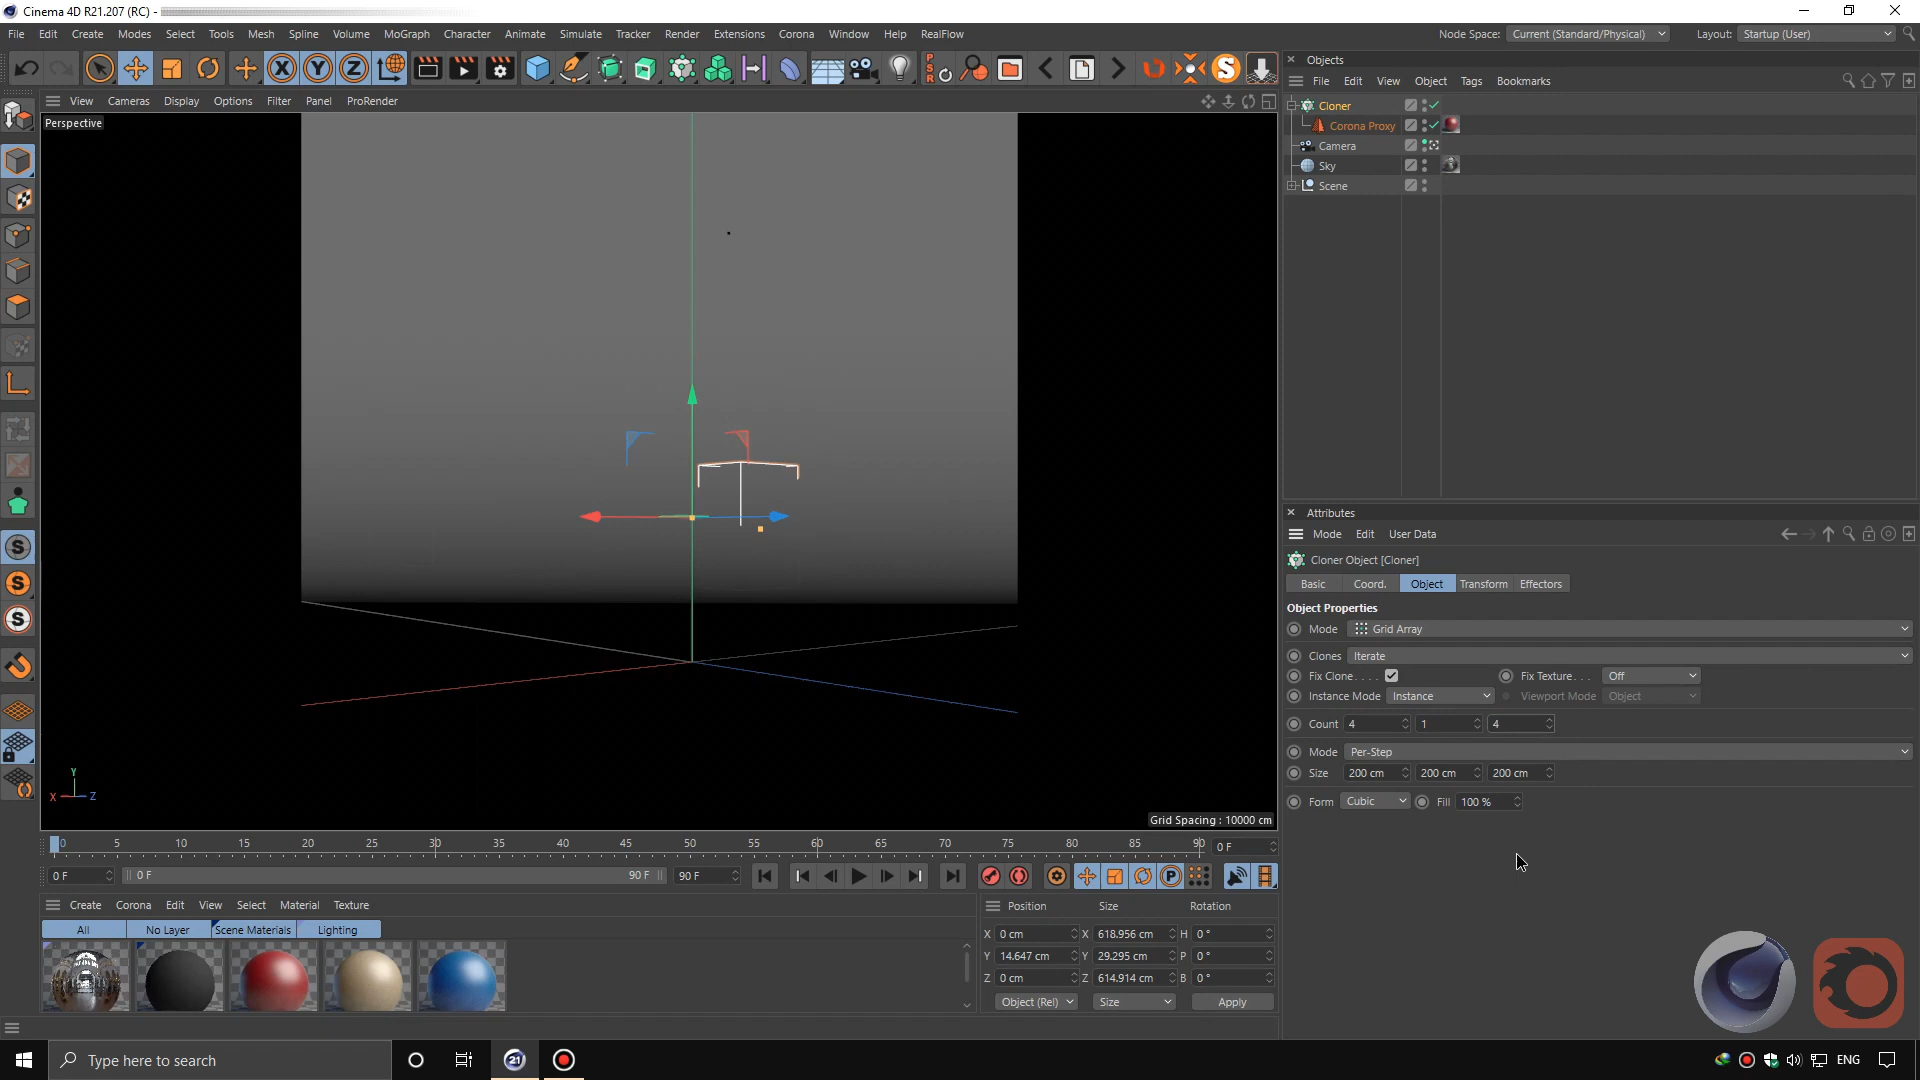 Cinema 4D R21.207 (RC) -
File Edit Create Modes Select Tools Mesh Spline Volume MoGraph Character Animate Simulate Tracker Render Extensions Corona Window Help RealFlow
Node Space: Current (Standard/Physical) Layout: Startup (User)
X Y Z PSR S
View Cameras Display Options Filter Panel ProRender
Perspective
Y
X Z
Grid Spacing : 10000 cm
S
S
S
0 5 10 15 20 25 30 35 40 45 50 55 60 65 70 75 80 85 90 0 F
0 F 0 F 90 F 90 F P
Create Corona Edit View Select Material Texture
All No Layer Scene Materials Lighting
Position Size Rotation
X 0 cm X 618.956 cm H 0 °
Y 14.647 cm Y 29.295 cm P 0 °
Z 0 cm Z 614.914 cm B 0 °
Object (Rel) Size Apply
Objects
File Edit View Object Tags Bookmarks
Cloner
Corona Proxy
Camera
Sky
Scene
Attributes
Mode Edit User Data
Cloner Object [Cloner]
Basic Coord. Object Transform Effectors
Object Properties
Mode Grid Array
Clones Iterate
Fix Clone. . . . Fix Texture. . . Off
Instance Mode Instance Viewport Mode Object
Count 4 1 4
Mode Per-Step
Size 200 cm 200 cm 200 cm
Form Cubic Fill 100 %
Type here to search
21
ENG